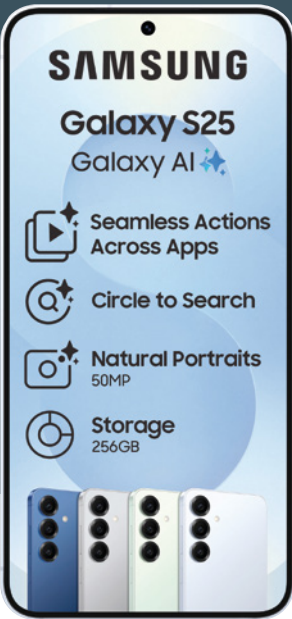 SAMSUNG
Galaxy S25
Galaxy AI
Seamless Actions
Across Apps
Circle to Search
Natural Portraits
50MP
Storage
256GB